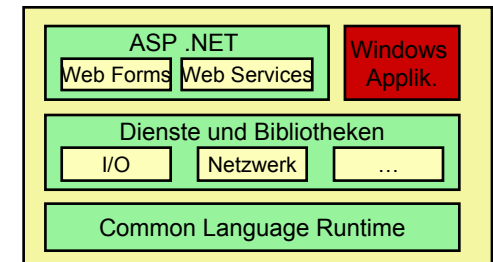 ASP .NET
Web Forms
Web Services
Windows
Applik.
Dienste und Bibliotheken
I/O
Netzwerk
…
Common Language Runtime